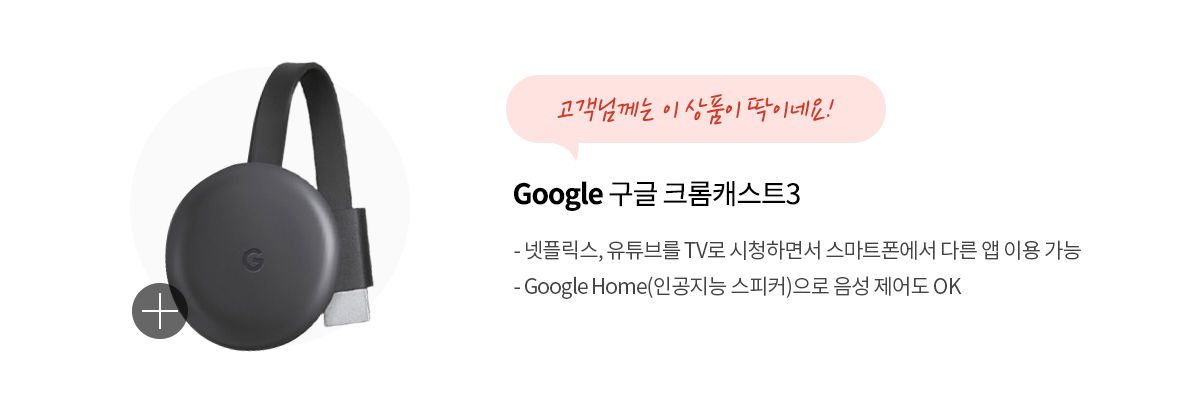 고객님께는 이 상품이 딱이네요!
Google 구글 크롬캐스트3
- 넷플릭스, 유튜브를 TV로 시청하면서 스마트폰에서 다른 앱 이용 가능
- Google Home(인공지능 스피커)으로 음성 제어도 OK
G